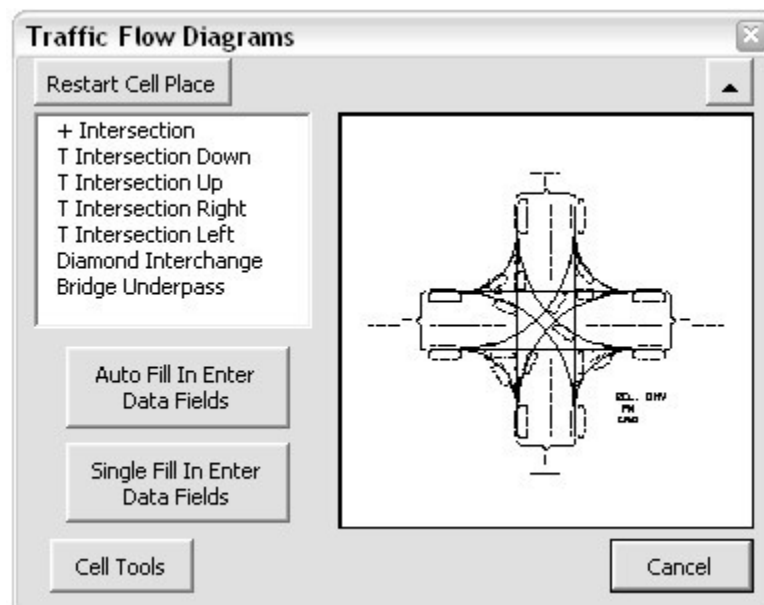 Traffic Flow Diagrams
Restart Cell Place
+ Intersection
T Intersection Down
T Intersection Up
T Intersection Right
T Intersection Left
Diamond Interchange
Bridge Underpass
Auto Fill In Enter
Data Fields
Single Fill In Enter
Data Fields
Cell Tools
Cancel